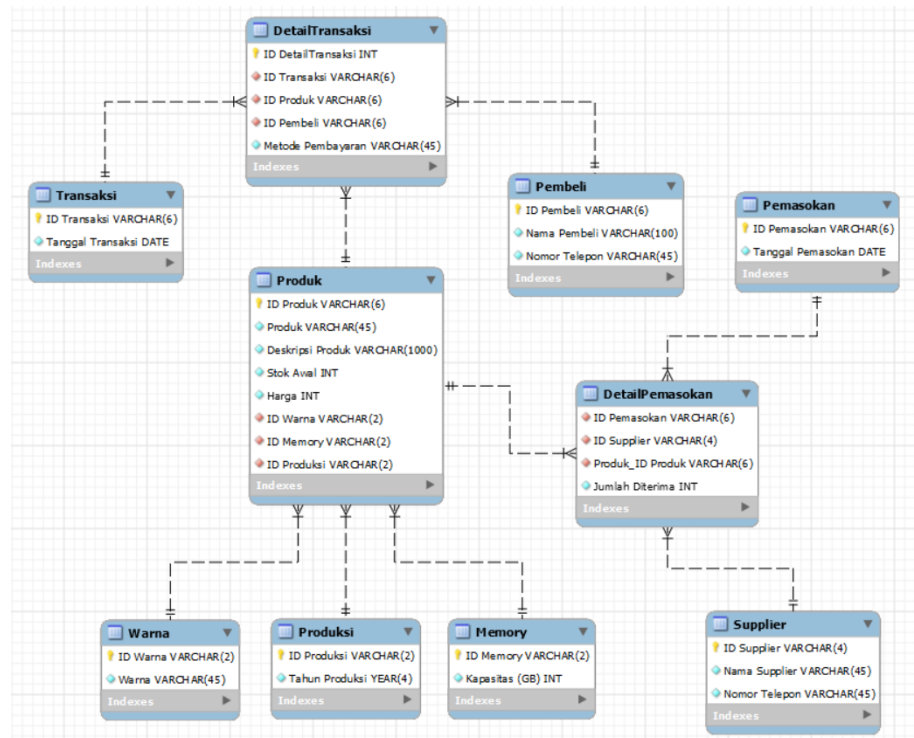 DetailTransaksi
ID DetailTransaksi INT
ID Transaksi VARCHAR(6)
ID Produk VARCHAR(6)
ID Pembeli VARCHAR(6)
Metode Pembayaran VARCHAR(45)
Indexes
Transaksi
ID Transaksi VARCHAR(6)
Tanggal Transaksi DATE
Indexes
Pembeli
ID Pembeli VARCHAR(6)
Nama Pembeli VARCHAR(100)
Nomor Telepon VARCHAR(45)
Indexes
Pemasokan
ID Pemasokan VARCHAR(6)
Tanggal Pemasokan DATE
Indexes
Produk
ID Produk VARCHAR(6)
Produk VARCHAR(45)
Deskripsi Produk VARCHAR(1000)
Stok Awal INT
Harga INT
ID Warna VARCHAR(2)
ID Memory VARCHAR(2)
ID Produksi VARCHAR(2)
Indexes
DetailPemasokan
ID Pemasokan VARCHAR(6)
ID Supplier VARCHAR(4)
Produk_ID Produk VARCHAR(6)
Jumlah Diterima INT
Indexes
Warna
ID Warna VARCHAR(2)
Warna VARCHAR(45)
Indexes
Produksi
ID Produksi VARCHAR(2)
Tahun Produksi YEAR(4)
Indexes
Memory
ID Memory VARCHAR(2)
Kapasitas (GB) INT
Indexes
Supplier
ID Supplier VARCHAR(4)
Nama Supplier VARCHAR(45)
Nomor Telepon VARCHAR(45)
Indexes